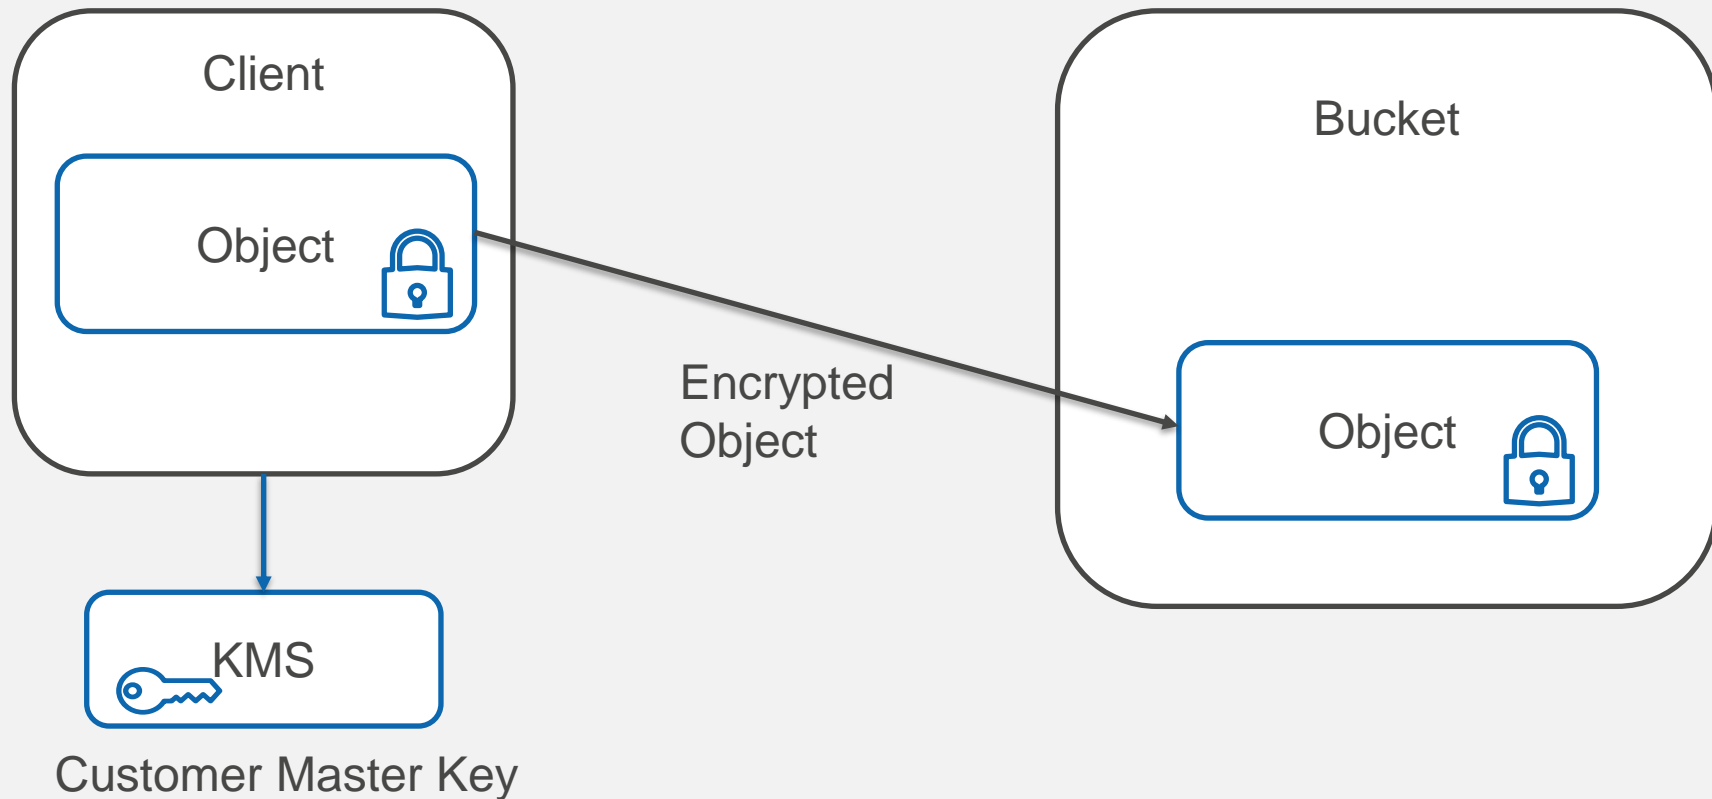 Client
Object
Bucket
Encrypted
Object
Object
KMS
Customer Master Key